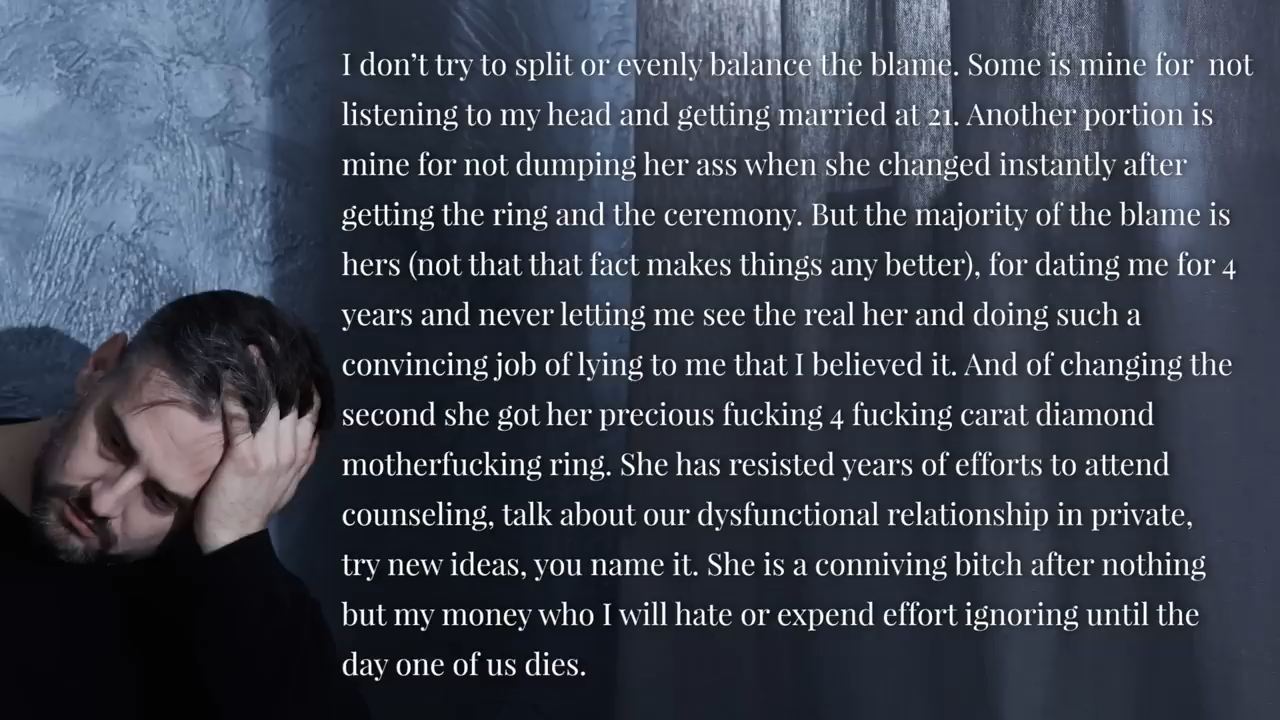 I don't try to split or evenly balance the blame. Some is mine for not
listening to my head and getting married at 21. Another portion is
mine for not dumping her ass when she changed instantly after
getting the ring and the ceremony. But the majority of the blame is
hers (not that that fact makes things any better), for dating me for 4
years and never letting me see the real her and doing such a
convincing job of lying to me that I believed it. And of changing the
second she got her precious fucking 4 fucking carat diamond
motherfucking ring. She has resisted years of efforts to attend
counseling, talk about our dysfunctional relationship in private,
try new ideas, you name it. She is a conniving bitch after nothing
but my money who I will hate or expend effort ignoring until the
day one of us dies.